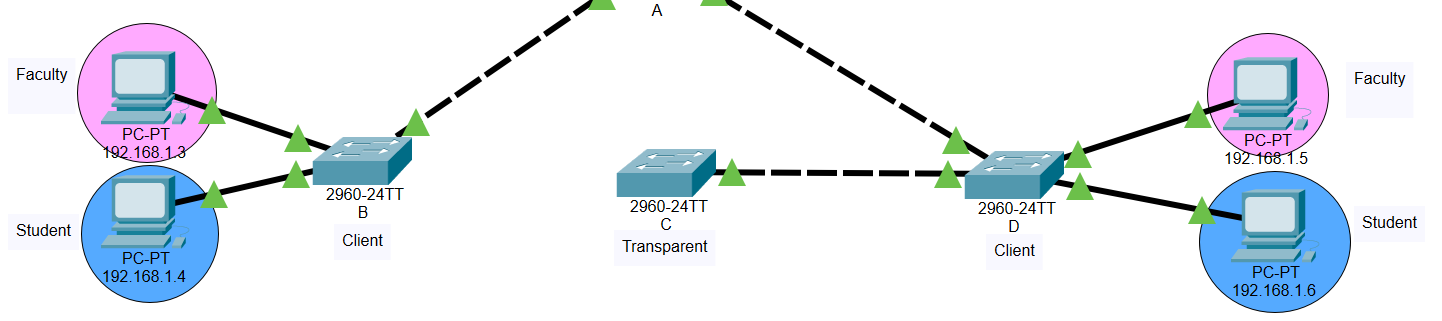 A
Faculty
PC-PT
192.168.1.3
Student
PC-PT
192.168.1.4
2960-24TT
B
Client
2960-24TT
C
Transparent
2960-24TT
D
Client
PC-PT
192.168.1.5
Faculty
PC-PT
192.168.1.6
Student